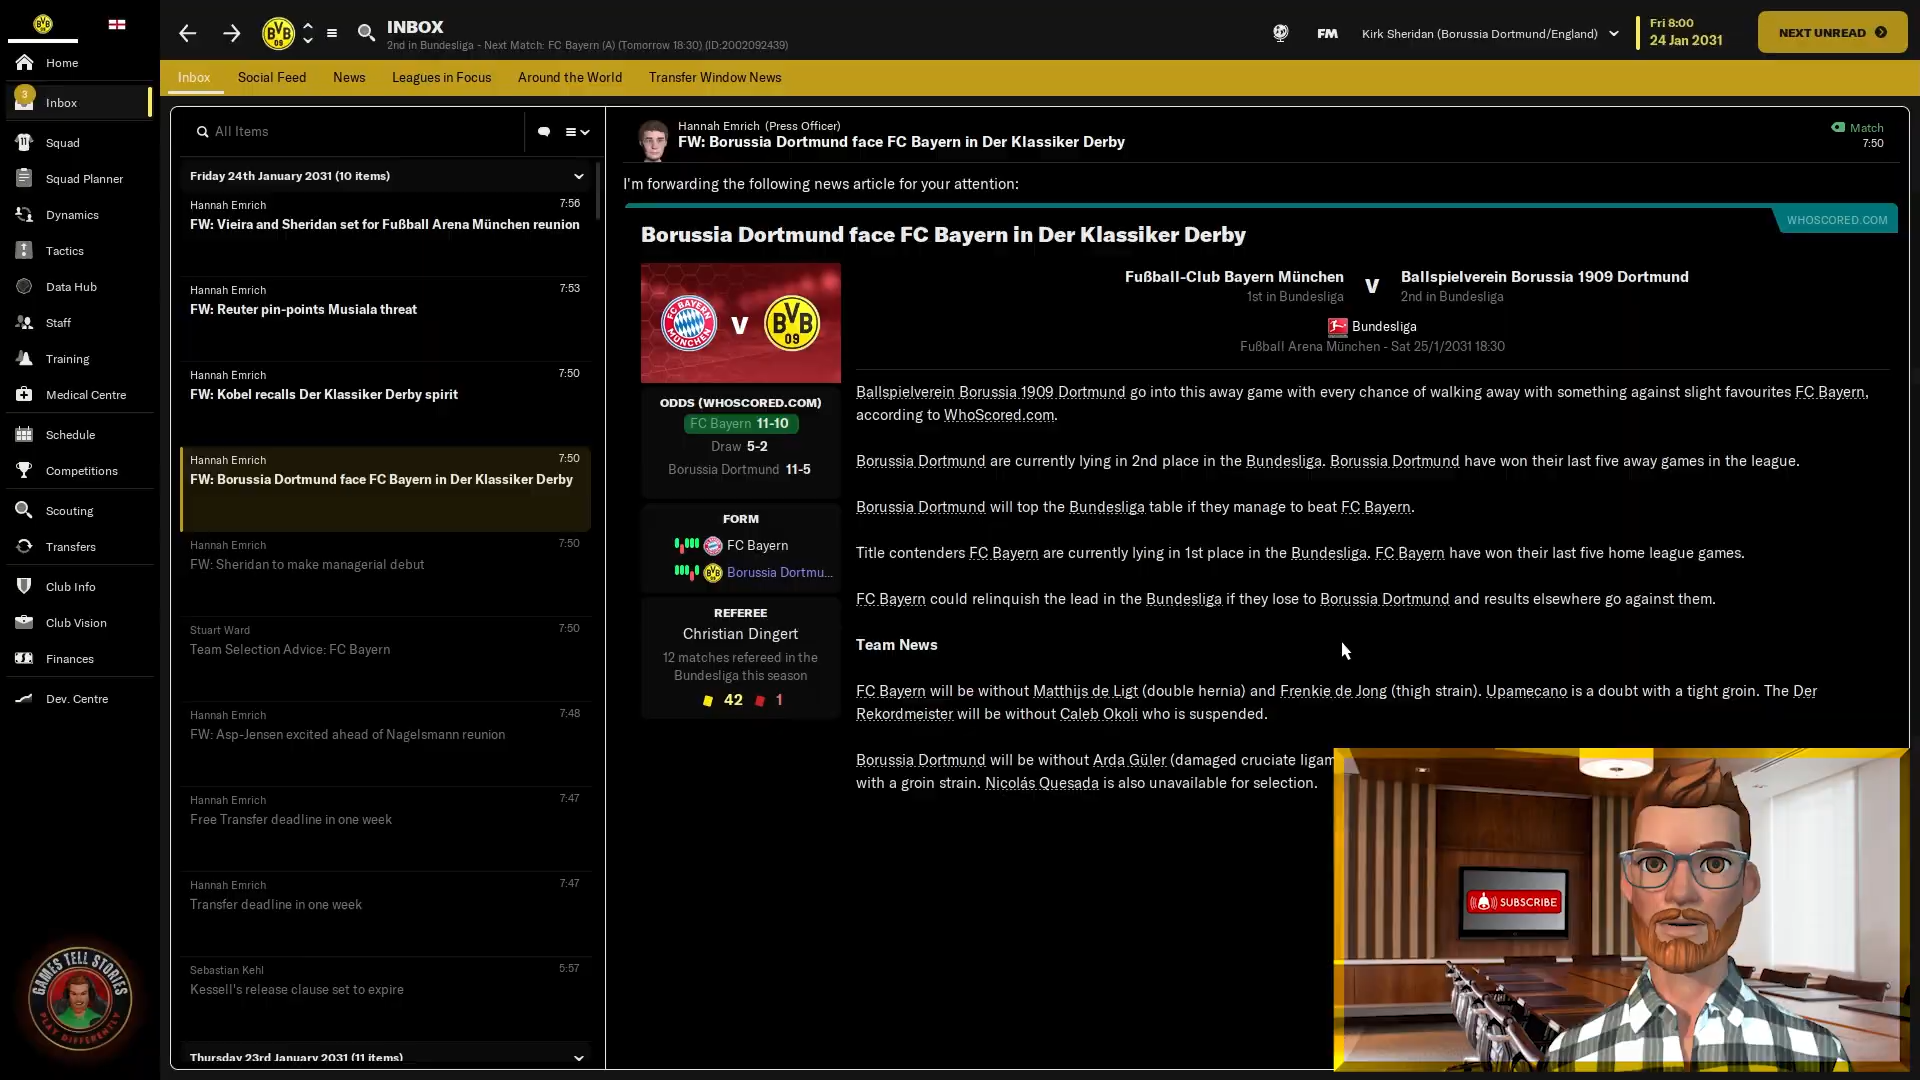 INBOX
2nd in Bundesliga - Next Match: FC Bayern (A) (Tomorrow 18:30) (ID:2002092439)
FM
Kirk Sheridan (Borussia Dortmund/England)
Fri 8:00
24 Jan 2031
NEXT UNREAD
Home
3
Inbox
Squad
Squad Planner
Dynamics
Tactics
Data Hub
Staff
Training
Medical Centre
Schedule
Competitions
Scouting
Transfers
Club Info
Club Vision
Finances
Dev. Centre
GAMES TELL STORIES
PLAY DIFFERENTLY
Inbox
Social Feed
News
Leagues in Focus
Around the World
Transfer Window News
All Items
Friday 24th January 2031 (10 items)
Hannah Emrich 7:56
FW: Vieira and Sheridan set for Fußball Arena München reunion
Hannah Emrich 7:53
FW: Reuter pin-points Musiala threat
Hannah Emrich 7:50
FW: Kobel recalls Der Klassiker Derby spirit
Hannah Emrich 7:50
FW: Borussia Dortmund face FC Bayern in Der Klassiker Derby
Hannah Emrich 7:50
FW: Sheridan to make managerial debut
Stuart Ward 7:50
Team Selection Advice: FC Bayern
Hannah Emrich 7:48
FW: Asp-Jensen excited ahead of Nagelsmann reunion
Hannah Emrich 7:47
Free Transfer deadline in one week
Hannah Emrich 7:47
Transfer deadline in one week
Sebastian Kehl 5:57
Kessell's release clause set to expire
Thursday 23rd January 2031 (11 items)
Hannah Emrich (Press Officer)
FW: Borussia Dortmund face FC Bayern in Der Klassiker Derby
Match
7:50
I'm forwarding the following news article for your attention:
WHOSCORED.COM
Borussia Dortmund face FC Bayern in Der Klassiker Derby
FC BAYERN MÜNCHEN
V
BVB
09
ODDS (WHOSCORED.COM)
FC Bayern 11-10
Draw 5-2
Borussia Dortmund 11-5
FORM
FC Bayern
Borussia Dortmu...
REFEREE
Christian Dingert
12 matches refereed in the
Bundesliga this season
42 1
Fußball-Club Bayern München v Ballspielverein Borussia 1909 Dortmund
1st in Bundesliga 2nd in Bundesliga
Bundesliga
Fußball Arena München - Sat 25/1/2031 18:30
Ballspielverein Borussia 1909 Dortmund go into this away game with every chance of walking away with something against slight favourites FC Bayern,
according to WhoScored.com.
Borussia Dortmund are currently lying in 2nd place in the Bundesliga. Borussia Dortmund have won their last five away games in the league.
Borussia Dortmund will top the Bundesliga table if they manage to beat FC Bayern.
Title contenders FC Bayern are currently lying in 1st place in the Bundesliga. FC Bayern have won their last five home league games.
FC Bayern could relinquish the lead in the Bundesliga if they lose to Borussia Dortmund and results elsewhere go against them.
Team News
FC Bayern will be without Matthijs de Ligt (double hernia) and Frenkie de Jong (thigh strain). Upamecano is a doubt with a tight groin. The Der
Rekordmeister will be without Caleb Okoli who is suspended.
Borussia Dortmund will be without Arda Güler (damaged cruciate ligam
with a groin strain. Nicolás Quesada is also unavailable for selection.
SUBSCRIBE